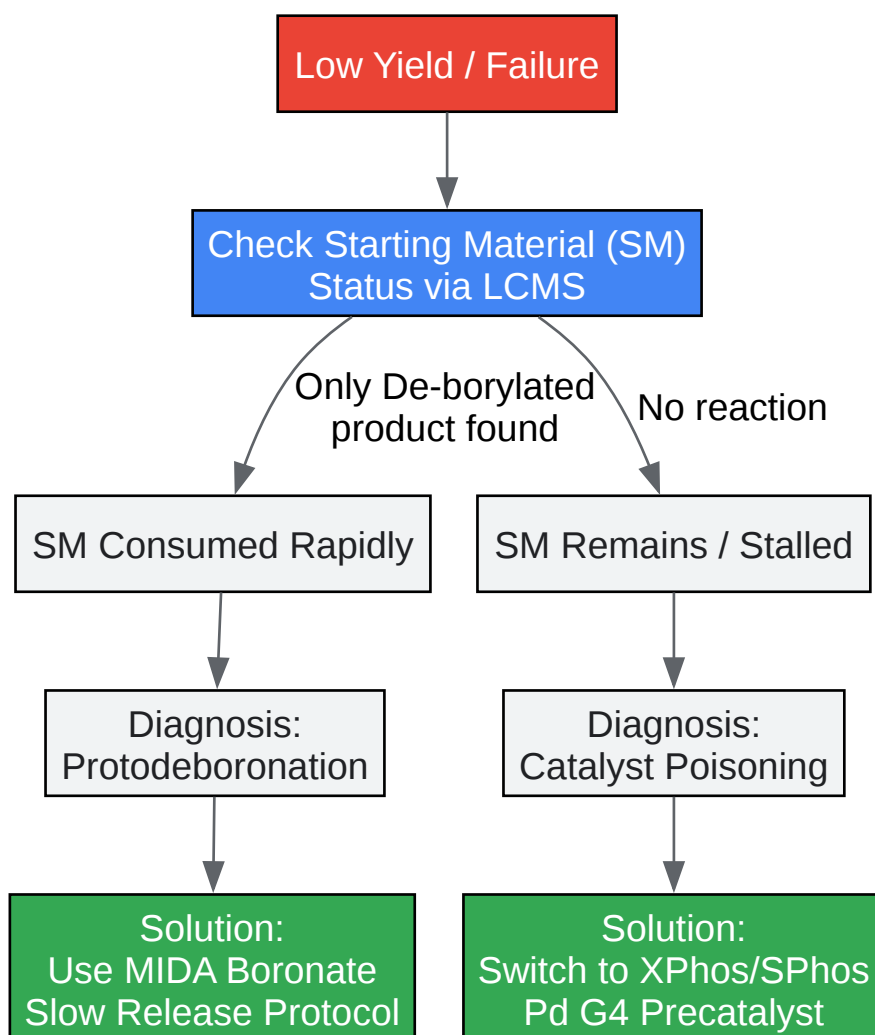 Low Yield / Failure
Check Starting Material (SM)
Status via LCMS
Only De-borylated
product found
No reaction
SM Consumed Rapidly
SM Remains / Stalled
Diagnosis:
Protodeboronation
Diagnosis:
Catalyst Poisoning
Solution:
Use MIDA Boronate
Slow Release Protocol
Solution:
Switch to XPhos/SPhos
Pd G4 Precatalyst